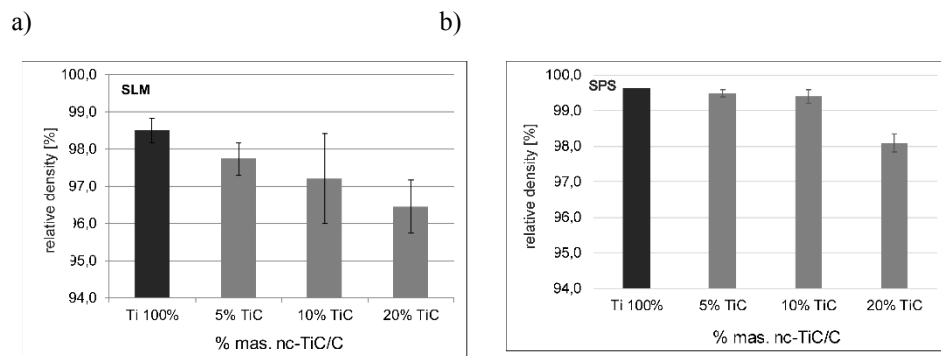 a)
b)
SLM
relative density [%]
100,0
99,0
98,0
97,0
96,0
95,0
94,0
Ti 100% 5% TiC 10% TiC 20% TiC
% mas. nc-TiC/C
SPS
relative density [%]
100,0
99,0
98,0
97,0
96,0
95,0
94,0
Ti 100% 5% TiC 10% TiC 20% TiC
% mas. nc-TiC/C